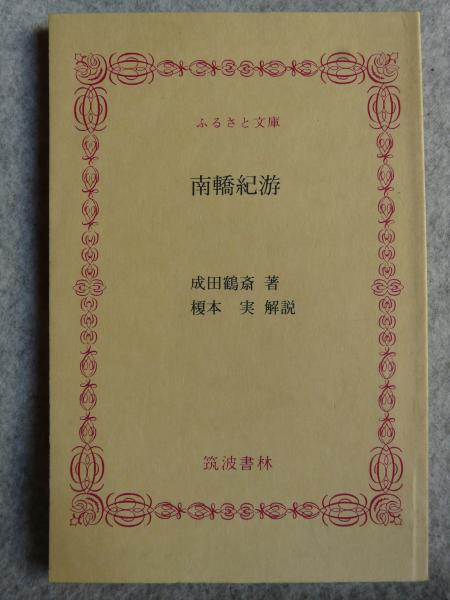 ふるさと文庫
南轎紀游
成田鶴斎 著
榎本 実 解説
筑波書林